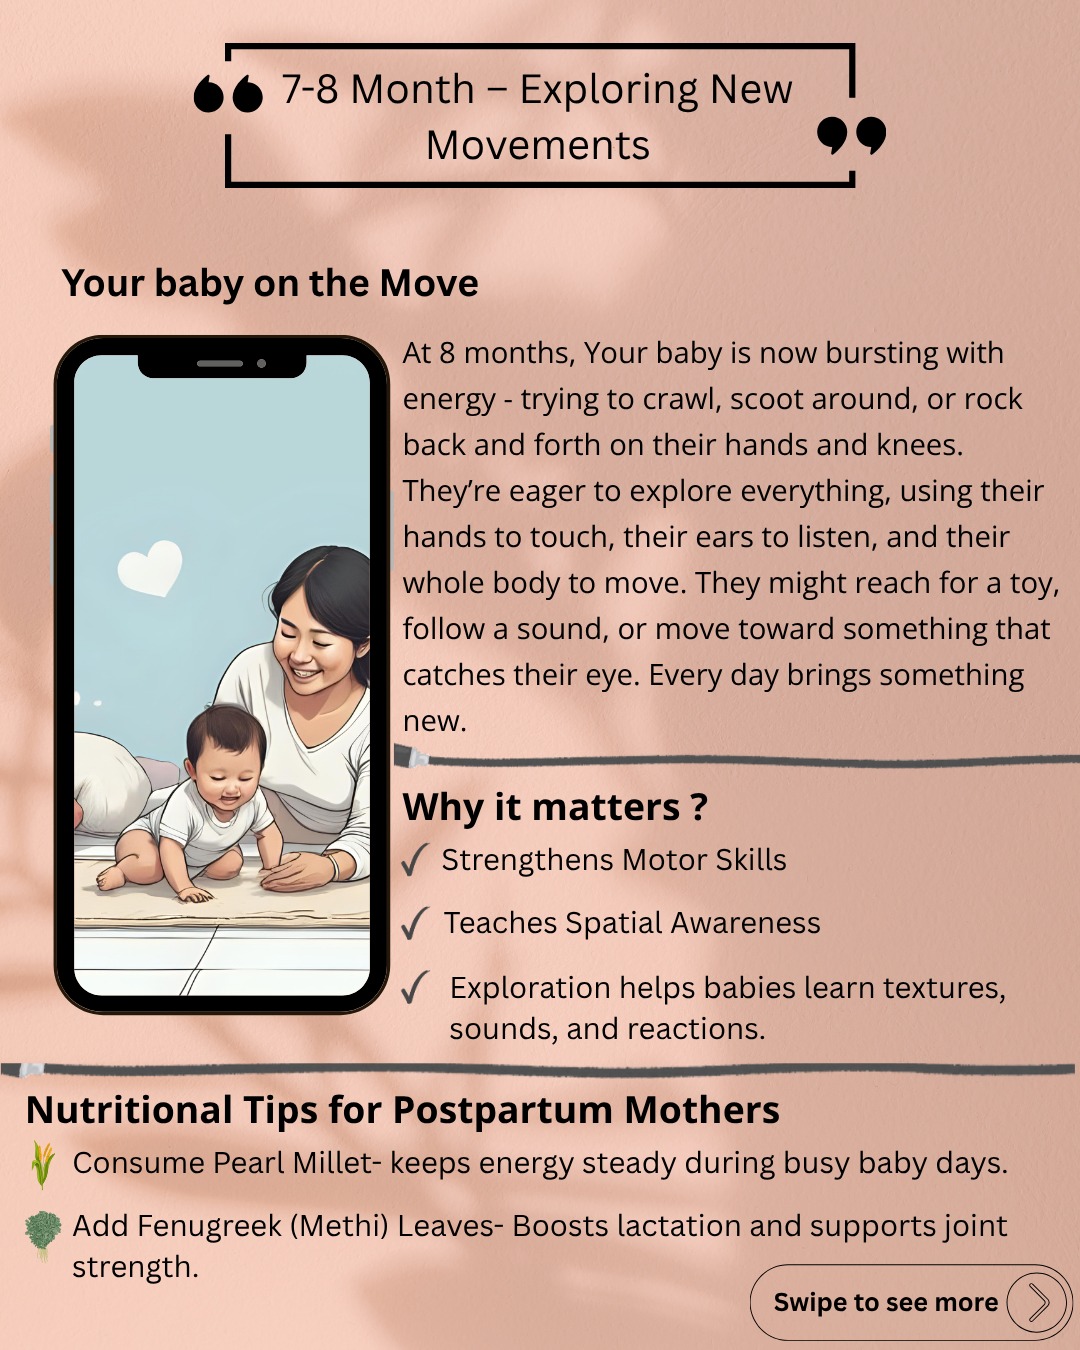 7-8 Month – Exploring New
Movements
Your baby on the Move
At 8 months, Your baby is now bursting with
energy - trying to crawl, scoot around, or rock
back and forth on their hands and knees.
They’re eager to explore everything, using their
hands to touch, their ears to listen, and their
whole body to move. They might reach for a toy,
follow a sound, or move toward something that
catches their eye. Every day brings something
new.
Why it matters ?
Strengthens Motor Skills
Teaches Spatial Awareness
Exploration helps babies learn textures,
sounds, and reactions.
Nutritional Tips for Postpartum Mothers
Consume Pearl Millet- keeps energy steady during busy baby days.
Add Fenugreek (Methi) Leaves- Boosts lactation and supports joint
strength.
Swipe to see more